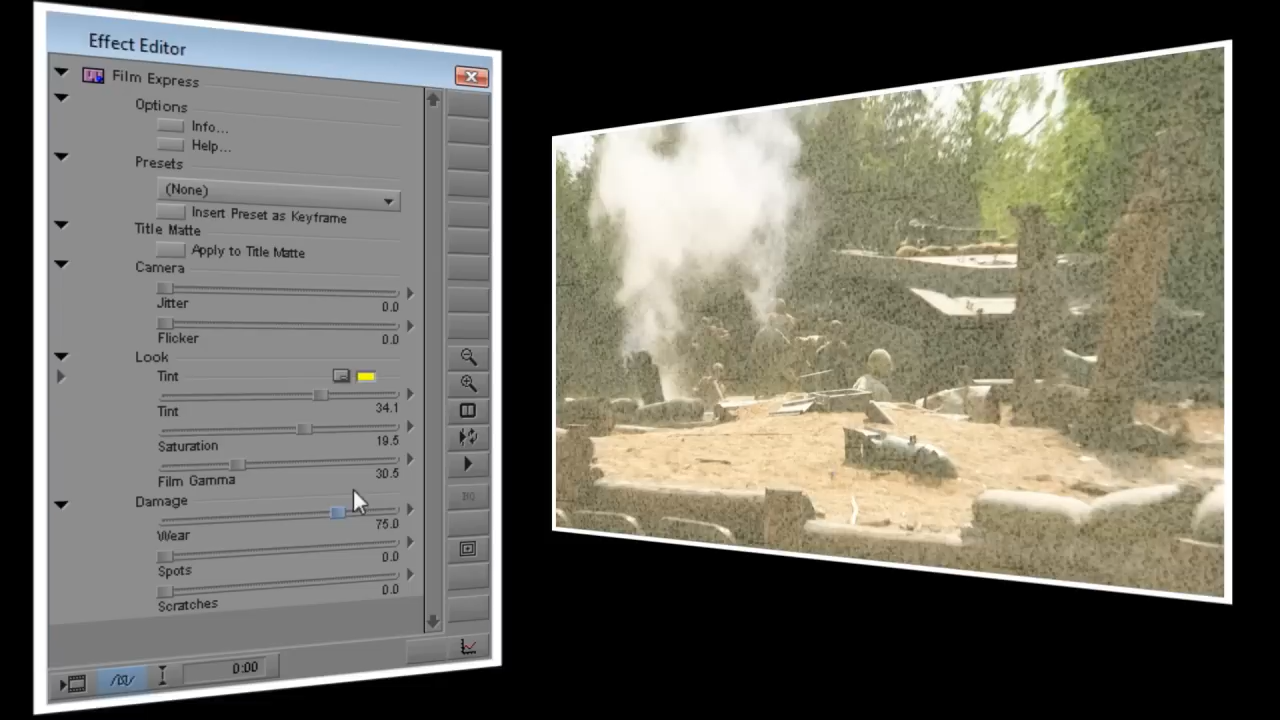 Effect Editor
Film Express
Options
Info...
Help...
Presets
(None)
Insert Preset as Keyframe
Title Matte
Apply to Title Matte
Camera
Jitter
0.0
Flicker
0.0
Look
Tint
Tint
34.1
Saturation
19.5
Film Gamma
30.5
Damage
Wear
75.0
Spots
0.0
Scratches
0.0
0:00